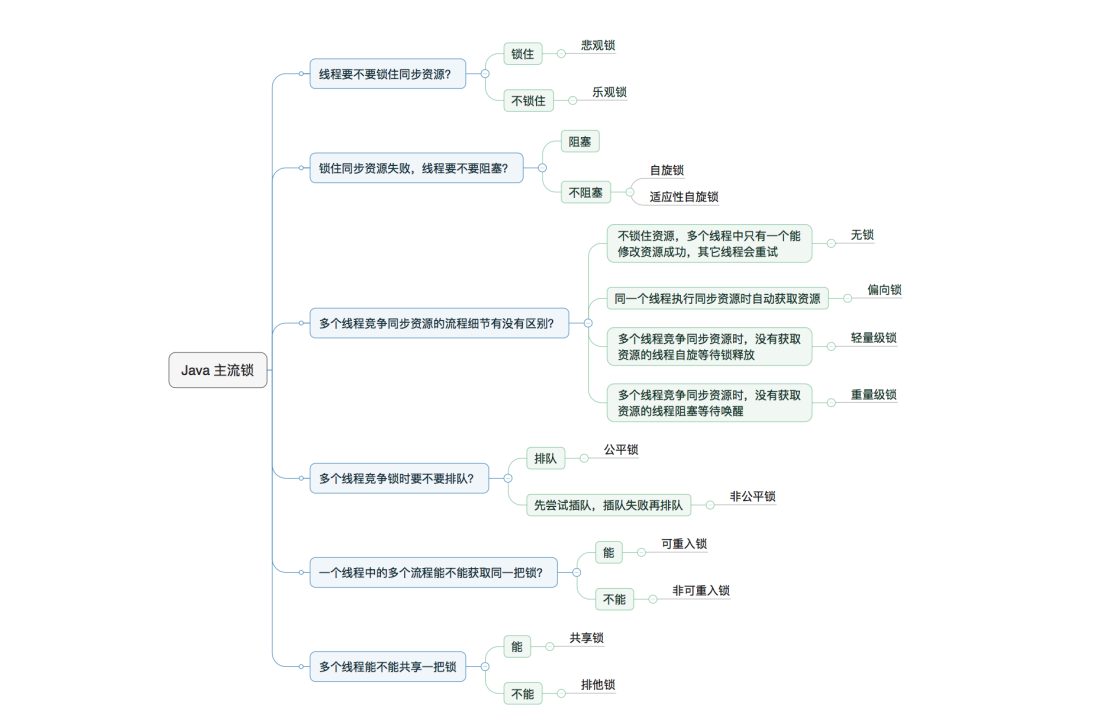 Java 主流锁
线程要不要锁住同步资源？
锁住
悲观锁
不锁住
乐观锁
锁住同步资源失败，线程要不要阻塞？
阻塞
不阻塞
自旋锁
适应性自旋锁
多个线程竞争同步资源的流程细节有没有区别？
不锁住资源，多个线程中只有一个能
修改资源成功，其它线程会重试
无锁
同一个线程执行同步资源时自动获取资源
偏向锁
多个线程竞争同步资源时，没有获取
资源的线程自旋等待锁释放
轻量级锁
多个线程竞争同步资源时，没有获取
资源的线程阻塞等待唤醒
重量级锁
多个线程竞争锁时要不要排队？
排队
公平锁
先尝试插队，插队失败再排队
非公平锁
一个线程中的多个流程能不能获取同一把锁？
能
可重入锁
不能
非可重入锁
多个线程能不能共享一把锁
能
共享锁
不能
排他锁